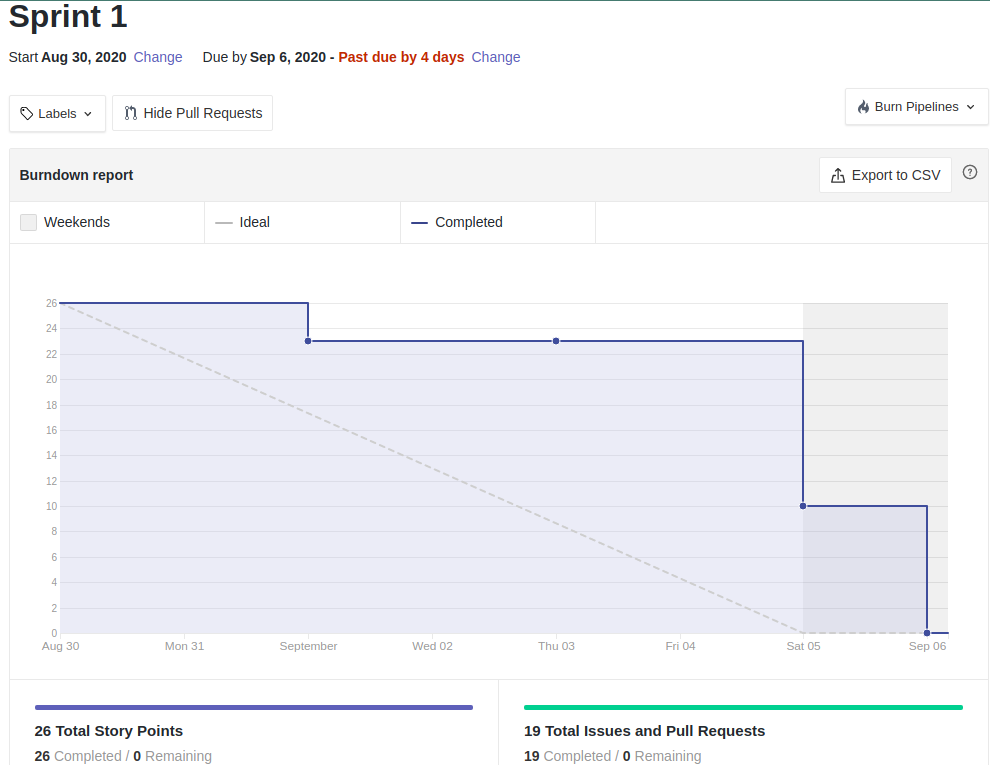 Sprint 1
Start Aug 30, 2020 Change Due by Sep 6, 2020 - Past due by 4 days Change
Labels Hide Pull Requests Burn Pipelines
Burndown report Export to CSV ?
Weekends Ideal Completed
26
24
22
20
18
16
14
12
10
8
6
4
2
0
Aug 30 Mon 31 September Wed 02 Thu 03 Fri 04 Sat 05 Sep 06
26 Total Story Points 19 Total Issues and Pull Requests
26 Completed / 0 Remaining 19 Completed / 0 Remaining